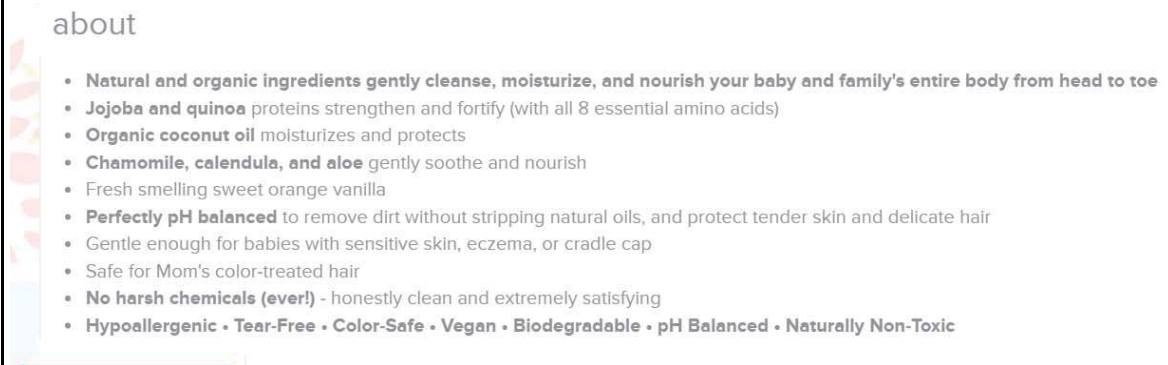 about
• Natural and organic ingredients gently cleanse, moisturize, and nourish your baby and family's entire body from head to toe
• Jojoba and quinoa proteins strengthen and fortify (with all 8 essential amino acids)
• Organic coconut oil moisturizes and protects
• Chamomile, calendula, and aloe gently soothe and nourish
• Fresh smelling sweet orange vanilla
• Perfectly pH balanced to remove dirt without stripping natural oils, and protect tender skin and delicate hair
• Gentle enough for babies with sensitive skin, eczema, or cradle cap
• Safe for Mom's color-treated hair
• No harsh chemicals (ever!) - honestly clean and extremely satisfying
• Hypoallergenic • Tear-Free • Color-Safe • Vegan • Biodegradable • pH Balanced • Naturally Non-Toxic